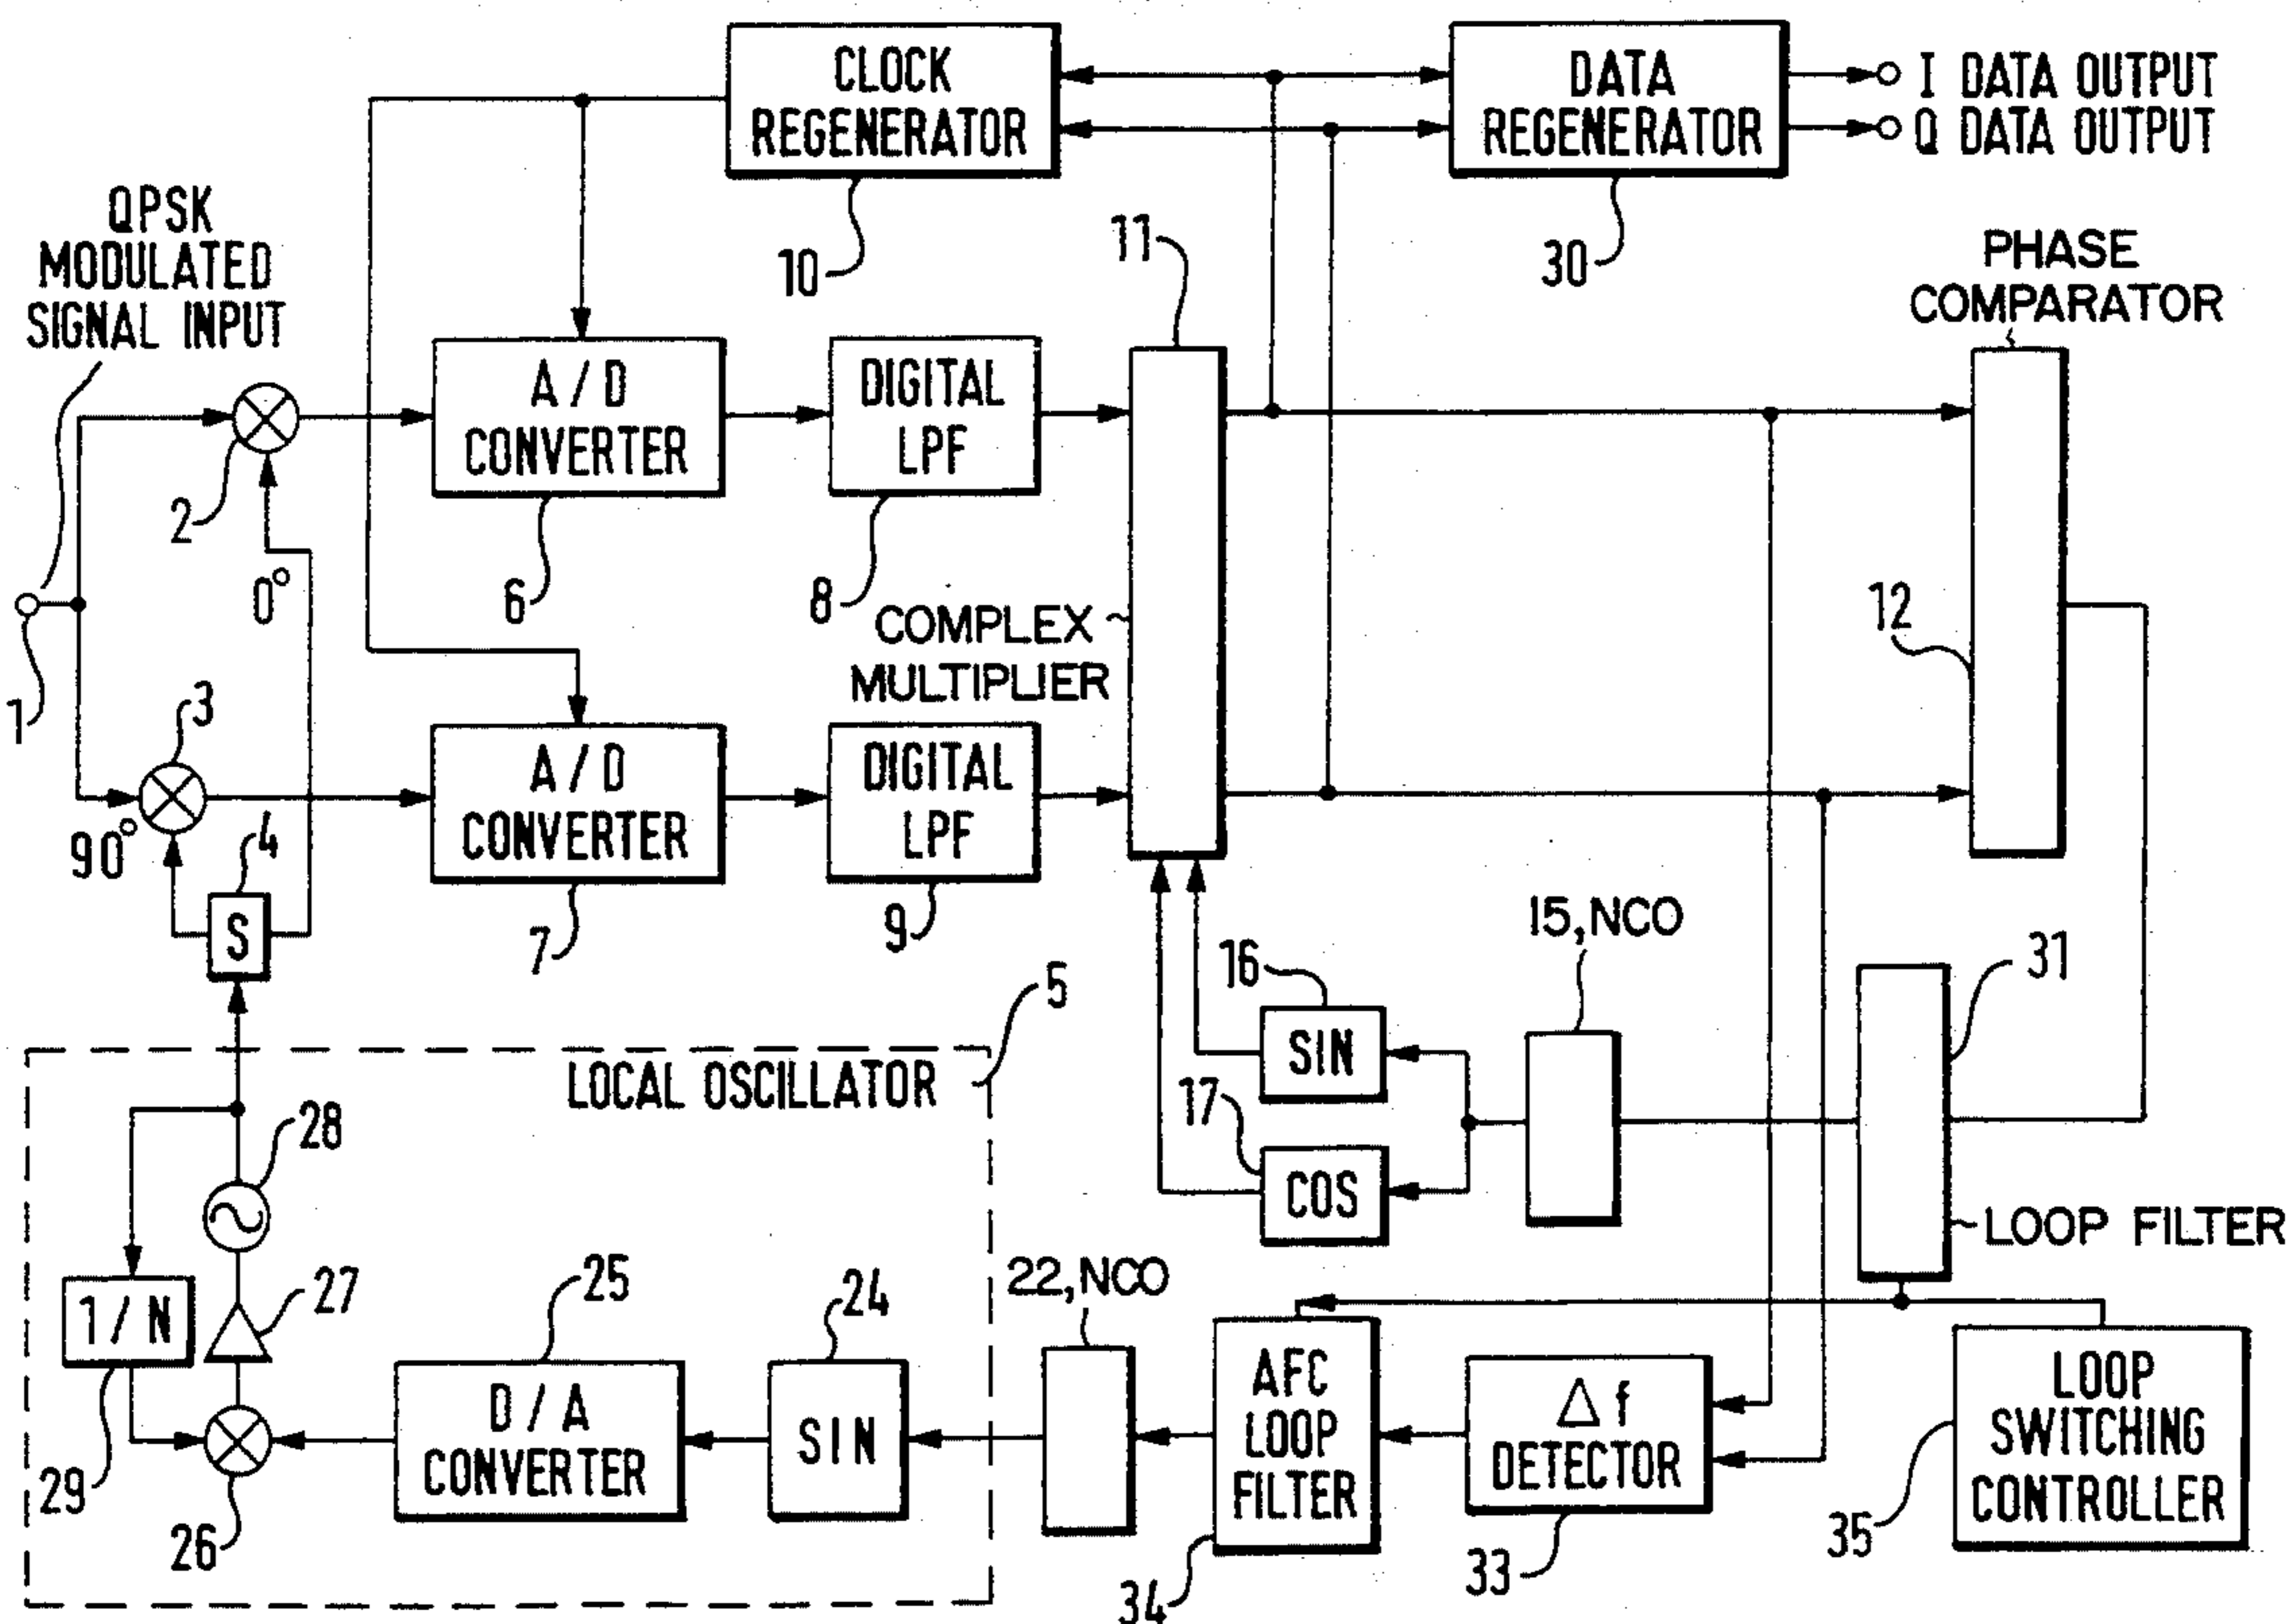 CLOCK
REGENERATOR
10
DATA
REGENERATOR
30
I DATA OUTPUT
Q DATA OUTPUT
QPSK
MODULATED
SIGNAL INPUT
1
2
0°
3
90°
4
S
A/D
CONVERTER
6
DIGITAL
LPF
8
11
COMPLEX
MULTIPLIER
PHASE
COMPARATOR
12
A/D
CONVERTER
7
DIGITAL
LPF
9
16
SIN
17
COS
15,NCO
31
LOOP FILTER
5
LOCAL OSCILLATOR
28
27
1/N
29
26
25
D/A
CONVERTER
24
SIN
22,NCO
AFC
LOOP
FILTER
34
Δf
DETECTOR
33
LOOP
SWITCHING
CONTROLLER
35